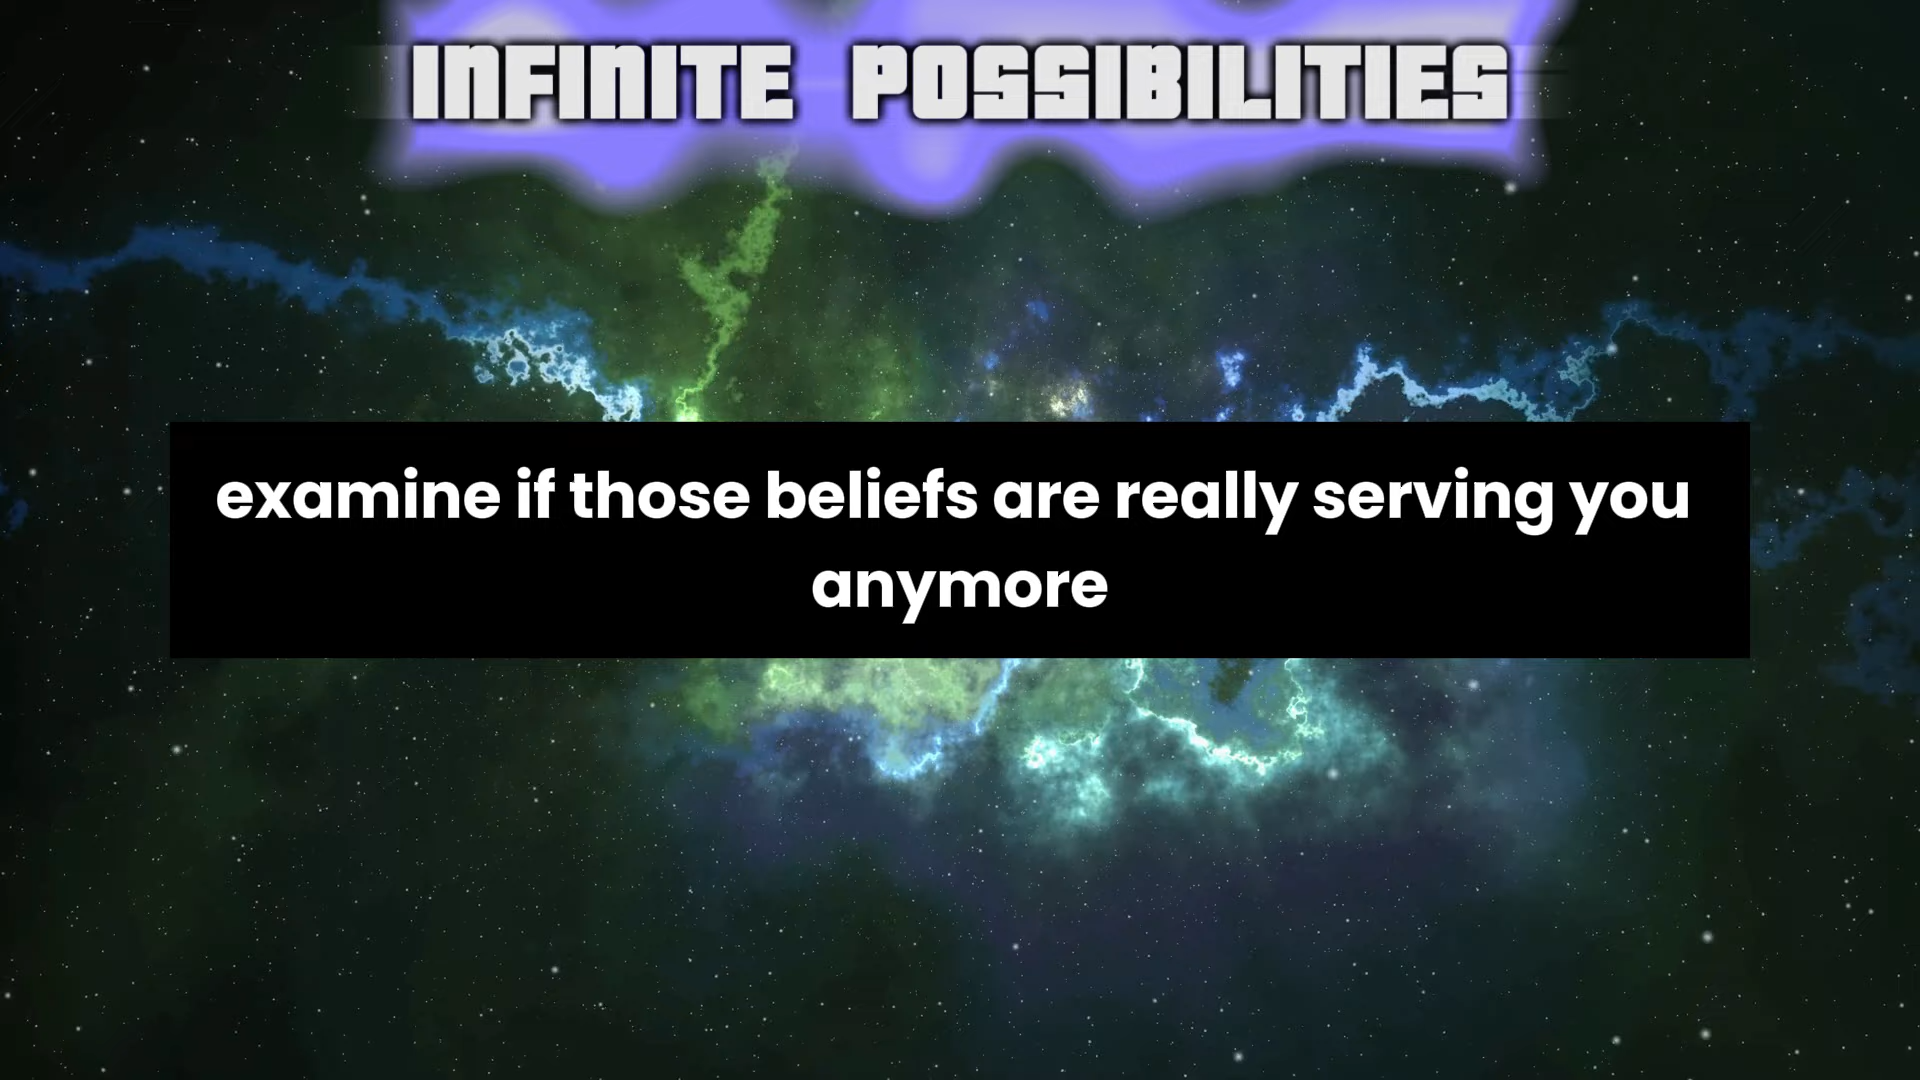 INFINITE POSSIBILITIES
examine if those beliefs are really serving you
anymore